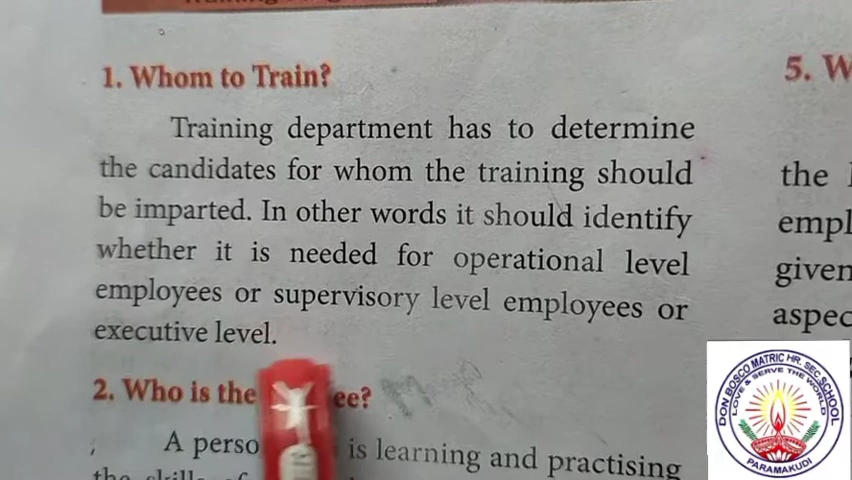 1. Whom to Train?
Training department has to determine
the candidates for whom the training should
be imparted. In other words it should identify
whether it is needed for operational level
employees or supervisory level employees or
executive level.
2. Who is the ee?
A perso is learning and practising
the skills of
5. W
the
empl
given
aspec
DON BOSCO MATRIC HR. SEC SCHOOL
LOVE & SERVE THE WORLD
PARAMAKUDI